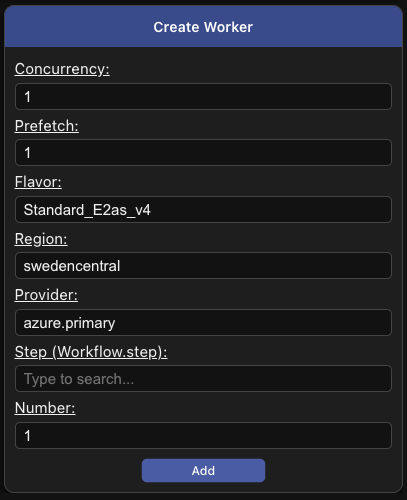 Create Worker
Concurrency:
1
Prefetch:
1
Flavor:
Standard_E2as_v4
Region:
swedencentral
Provider:
azure.primary
Step (Workflow.step):
Type to search...
Number:
1
Add